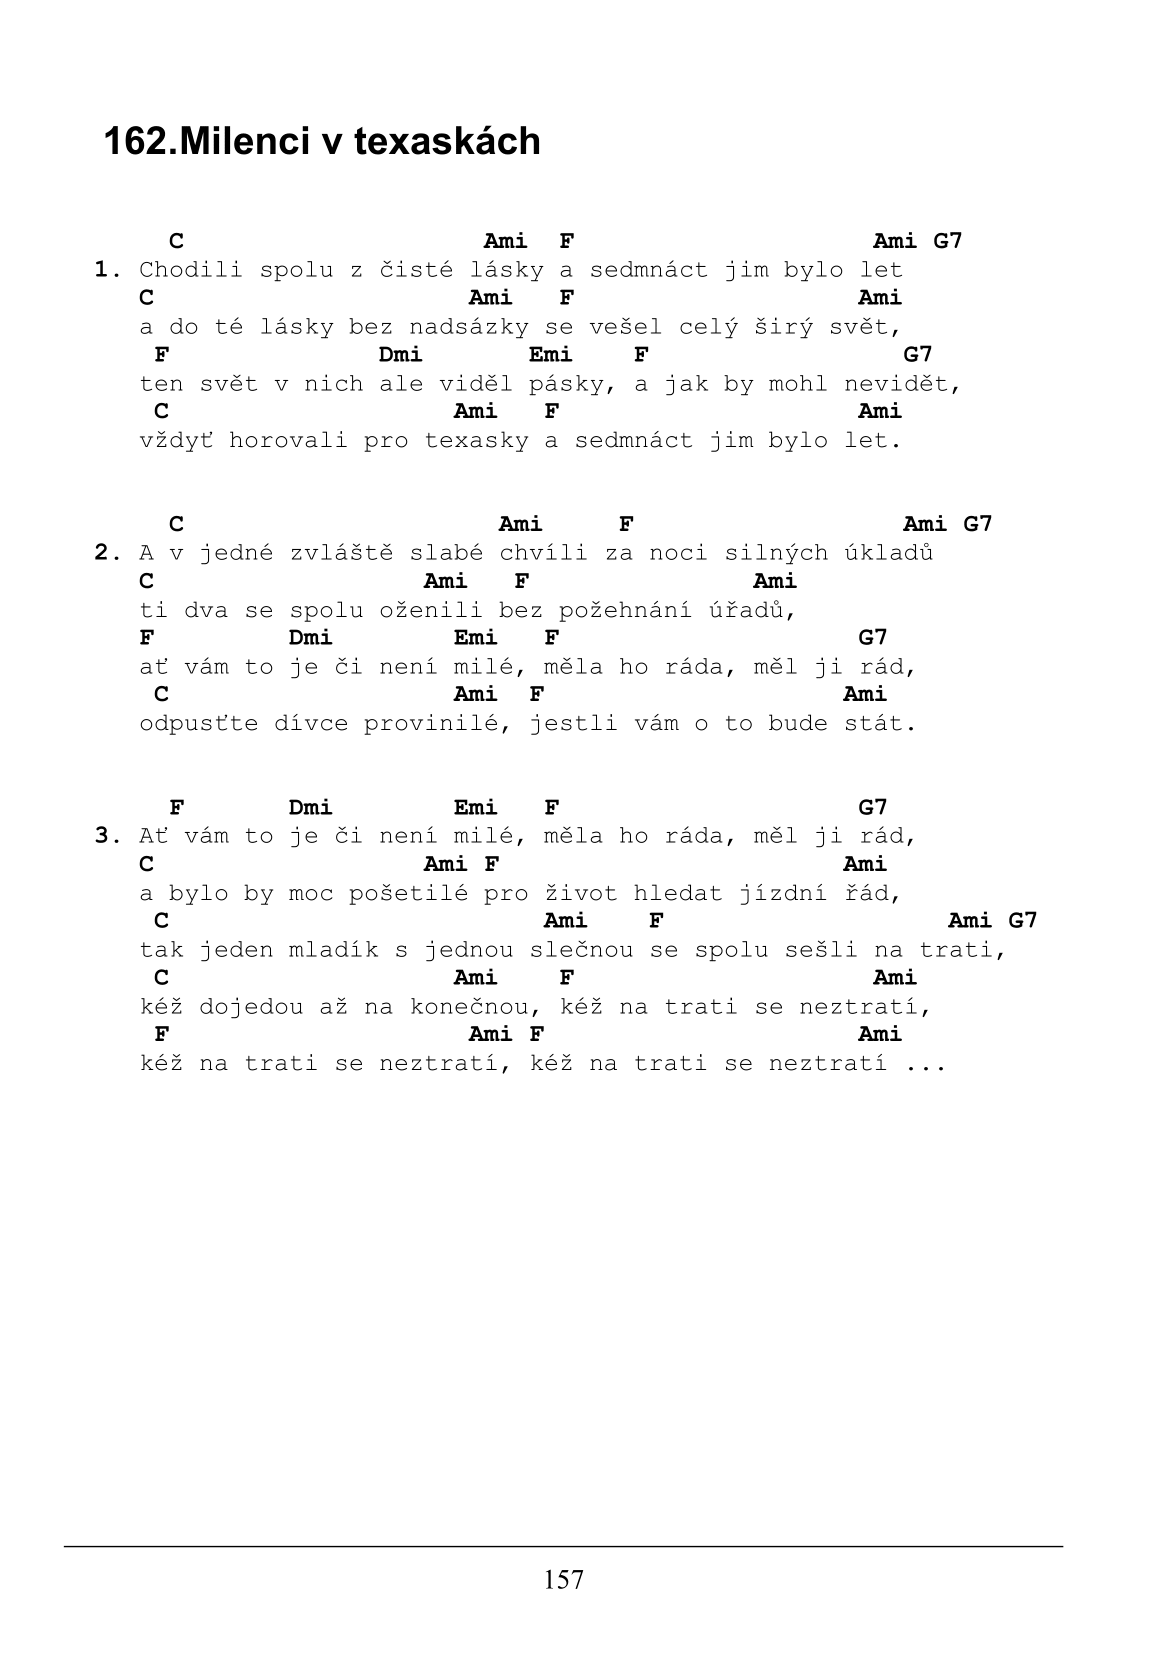 162.Milenci v texaskách
C Ami F Ami G7
1. Chodili spolu z čisté lásky a sedmnáct jim bylo let
C Ami F Ami
a do té lásky bez nadsázky se vešel celý širý svět,
F Dmi Emi F G7
ten svět v nich ale viděl pásky, a jak by mohl nevidět,
C Ami F Ami
vždyť horovali pro texasky a sedmnáct jim bylo let.
C Ami F Ami G7
2. A v jedné zvláště slabé chvíli za noci silných úkladů
C Ami F Ami
ti dva se spolu oženili bez požehnání úřadů,
F Dmi Emi F G7
ať vám to je či není milé, měla ho ráda, měl ji rád,
C Ami F Ami
odpusťte dívce provinilé, jestli vám o to bude stát.
F Dmi Emi F G7
3. Ať vám to je či není milé, měla ho ráda, měl ji rád,
C Ami F Ami
a bylo by moc pošetilé pro život hledat jízdní řád,
C Ami F Ami G7
tak jeden mladík s jednou slečnou se spolu sešli na trati,
C Ami F Ami
kéž dojedou až na konečnou, kéž na trati se neztratí,
F Ami F Ami
kéž na trati se neztratí, kéž na trati se neztratí ...
157